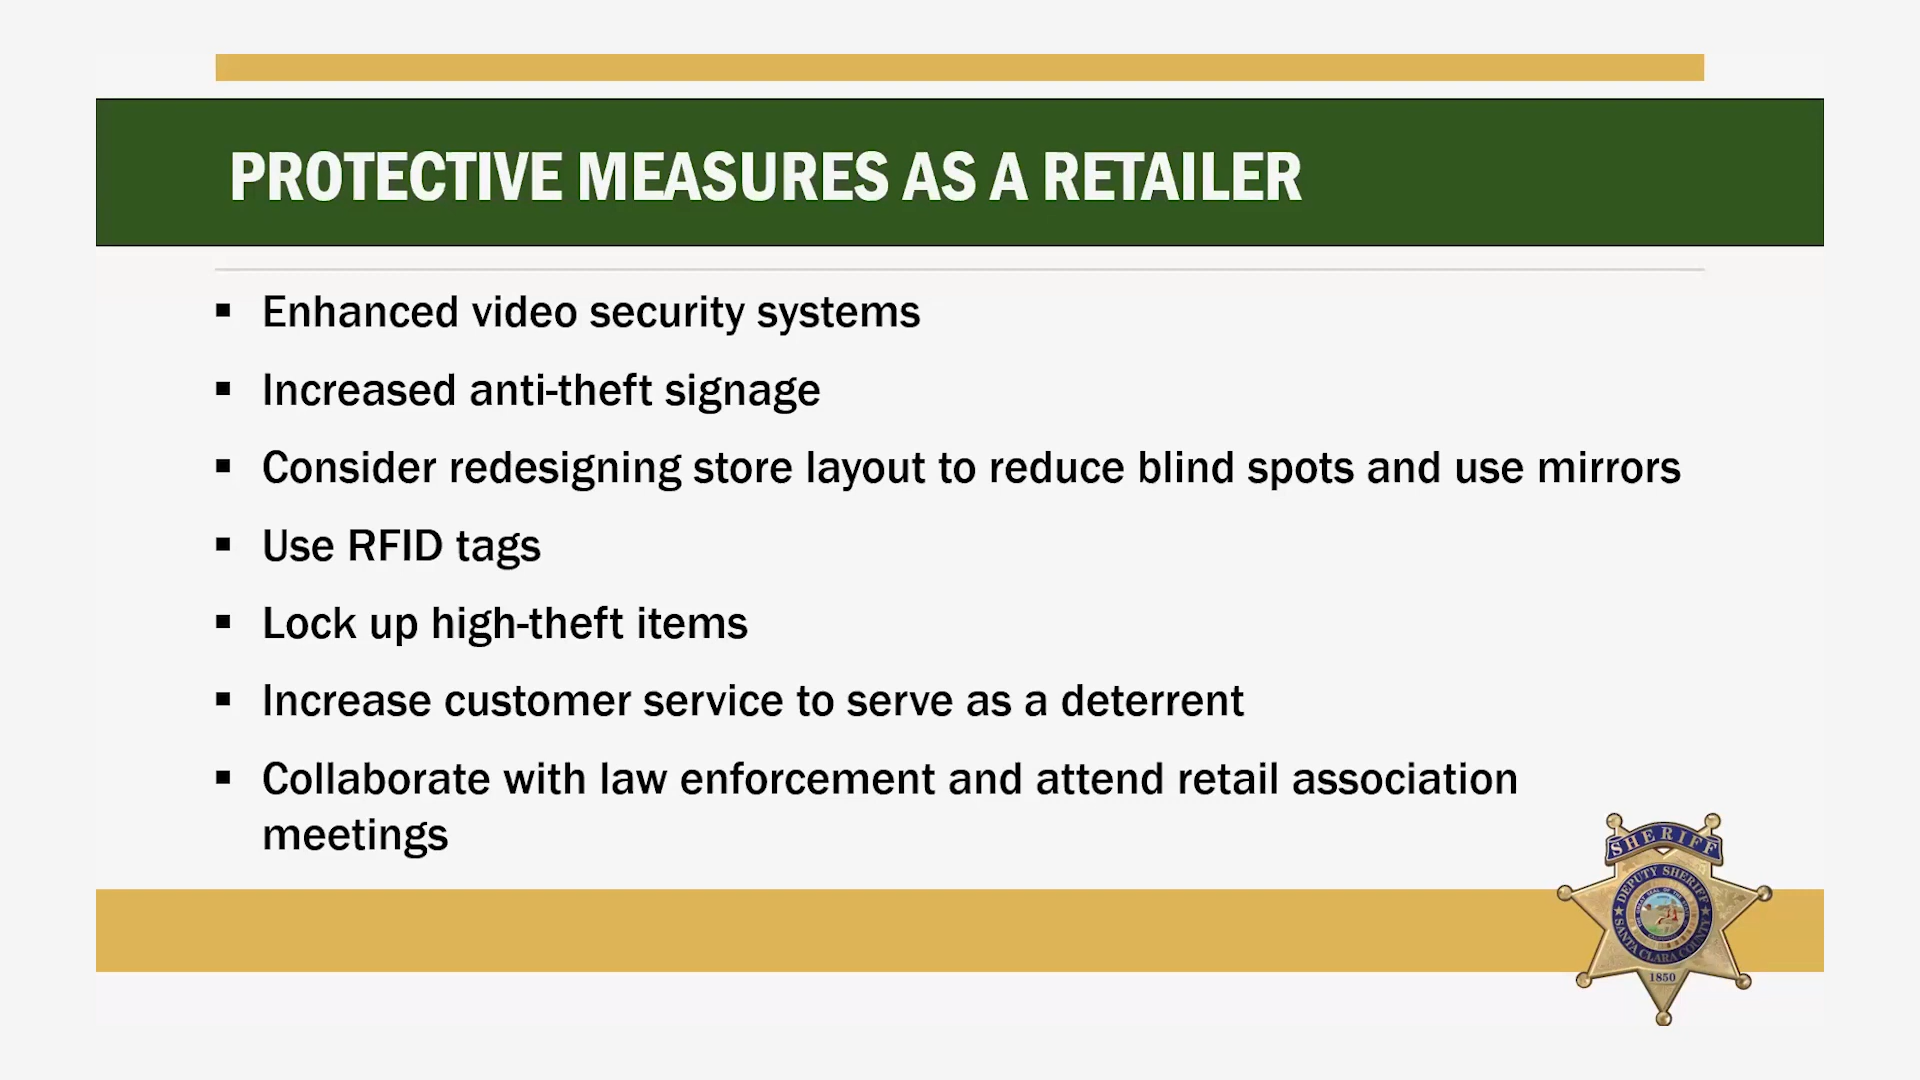 PROTECTIVE MEASURES AS A RETAILER
▪ Enhanced video security systems
▪ Increased anti-theft signage
▪ Consider redesigning store layout to reduce blind spots and use mirrors
▪ Use RFID tags
▪ Lock up high-theft items
▪ Increase customer service to serve as a deterrent
▪ Collaborate with law enforcement and attend retail association
meetings
SHERIFF
DEPUTY SHERIFF
SANTA CLARA COUNTY
1850